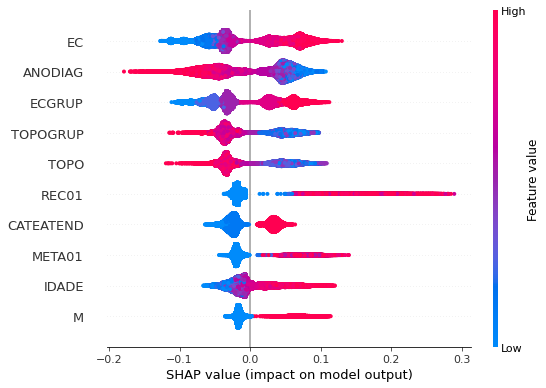 High
EC
ANODIAG
ECGRUP
TOPOGRUP
TOPO
REC01
CATEATEND
META01
IDADE
M
Feature value
Low
−0.2 −0.1 0.0 0.1 0.2 0.3
SHAP value (impact on model output)